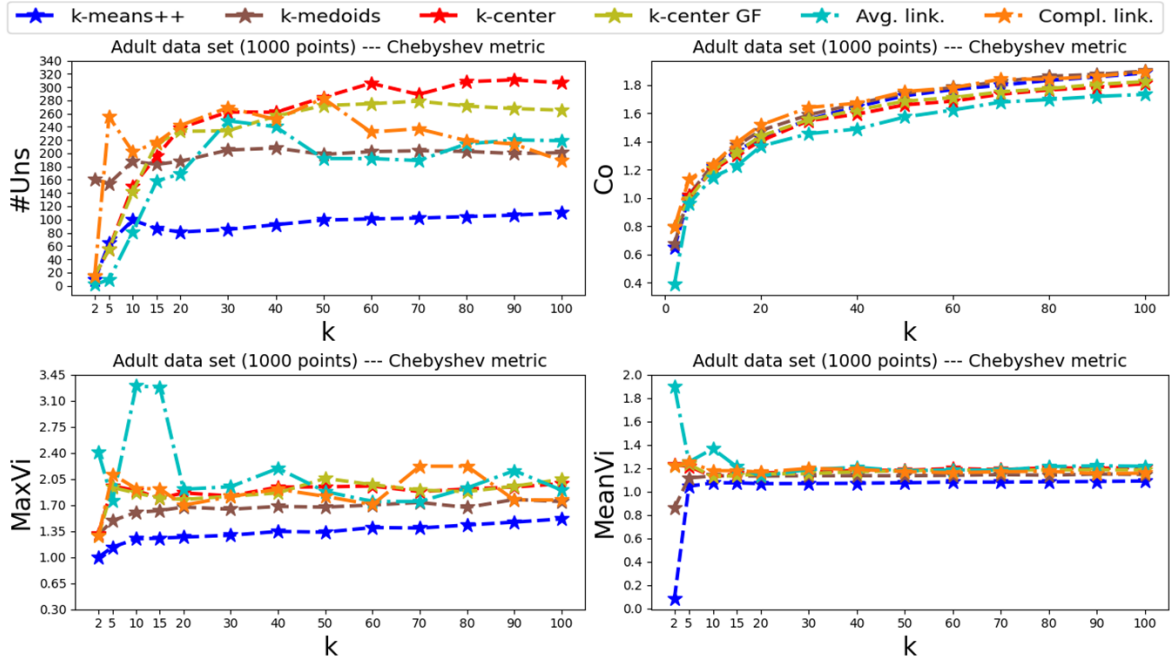 k-means++ k-medoids k-center k-center GF Avg. link. Compl. link.
Adult data set (1000 points) --- Chebyshev metric
#Uns
340
320
300
280
260
240
220
200
180
160
140
120
100
80
60
40
20
0
2 5 10 15 20 30 40 50 60 70 80 90 100
k
Adult data set (1000 points) --- Chebyshev metric
Co
1.8
1.6
1.4
1.2
1.0
0.8
0.6
0.4
0 20 40 60 80 100
k
Adult data set (1000 points) --- Chebyshev metric
MaxVi
3.45
2.75
2.40
2.05
1.70
1.35
1.00
0.65
0.30
2 5 10 15 20 30 40 50 60 70 80 90 100
k
Adult data set (1000 points) --- Chebyshev metric
MeanVi
2.0
1.8
1.6
1.4
1.2
1.0
0.8
0.6
0.4
0.2
0.0
2 5 10 15 20 30 40 50 60 70 80 90 100
k